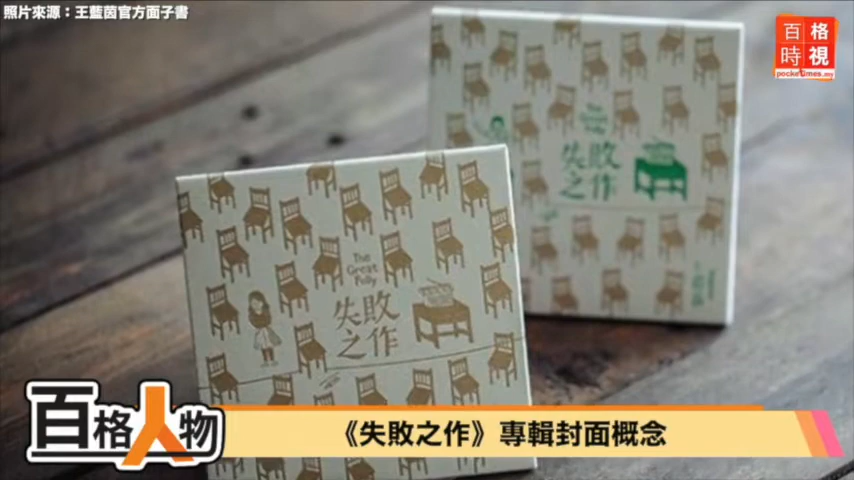 照片來源：王藍茵官方面子書
百格
時視
pocketimes.my
失敗
之作
The
Great
Folly
失敗
之作
百格人物
《失敗之作》專輯封面概念